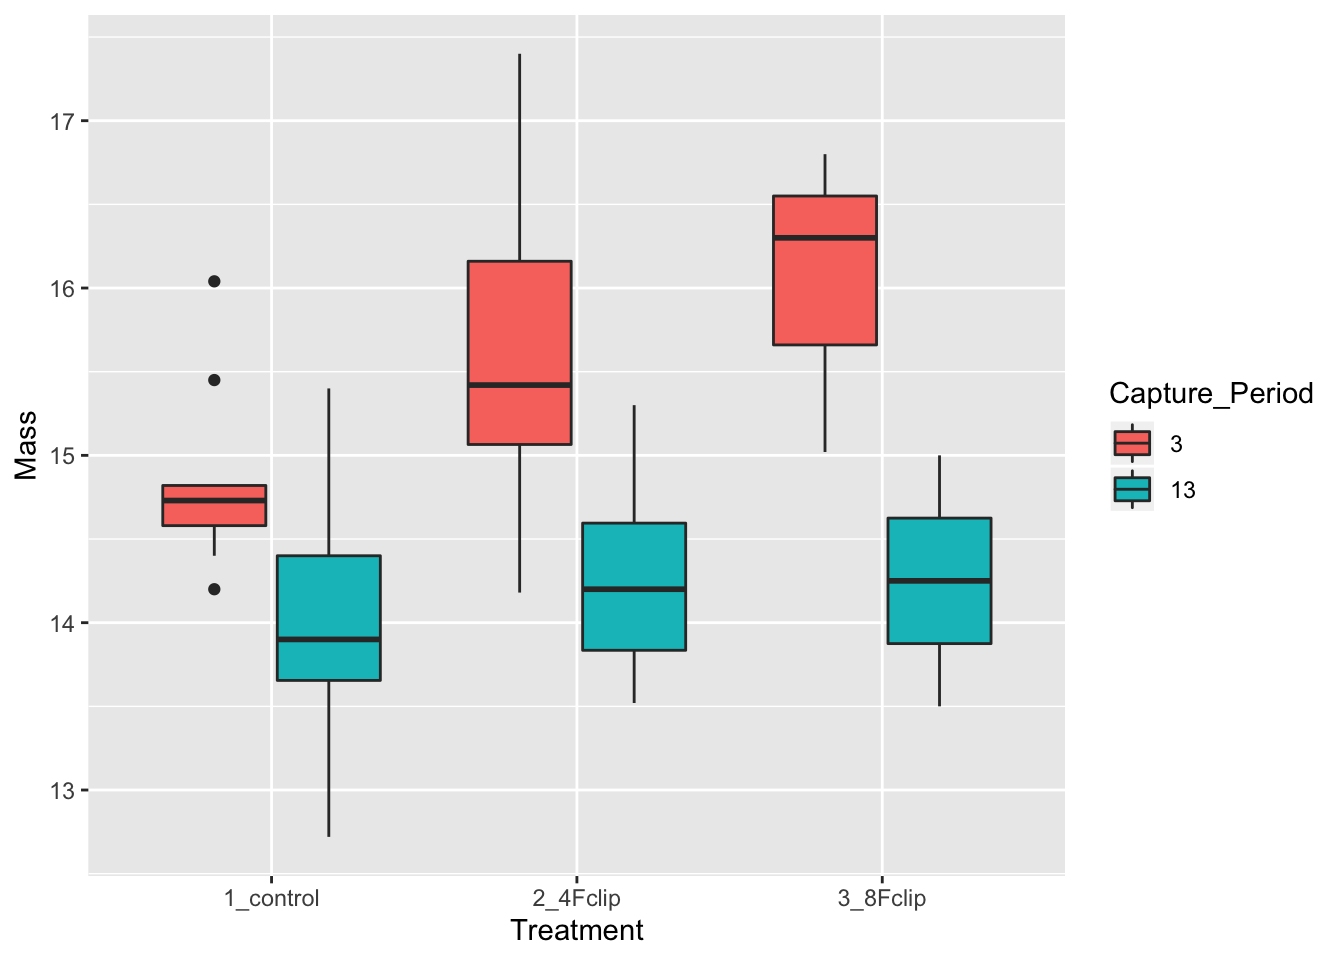 17
16
15
14
13
Mass
1_control
2_4Fclip
3_8Fclip
Treatment
Capture_Period
3
13